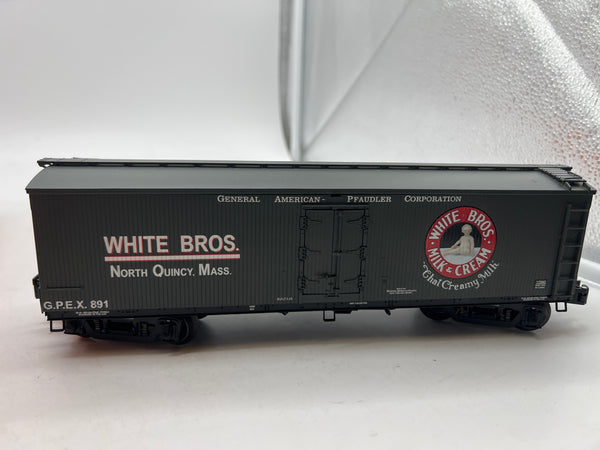 General American-Pfaudler Corporation
WHITE BROS.
North Quincy, Mass.
G.P.E.X. 891
WHITE BROS.
MILK & CREAM
"That Creamy Milk"